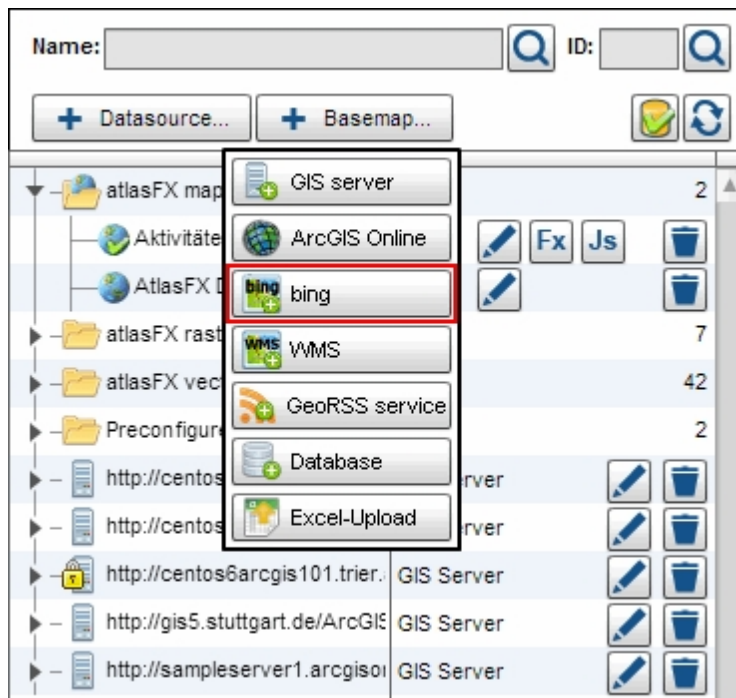 Name: ID:
+ Datasource... + Basemap...
atlasFX map 2
GIS server
Aktivitäte Fx Js
ArcGIS Online
AtlasFX D
bing bing
atlasFX rast 7
WMS WMS
atlasFX vec 42
GeoRSS service
Preconfigure 2
Database
http://centos rver
Excel-Upload
http://centos rver
http://centos6arcgis101.trier. GIS Server
http://gis5.stuttgart.de/ArcGIS GIS Server
http://sampleserver1.arcgiso GIS Server